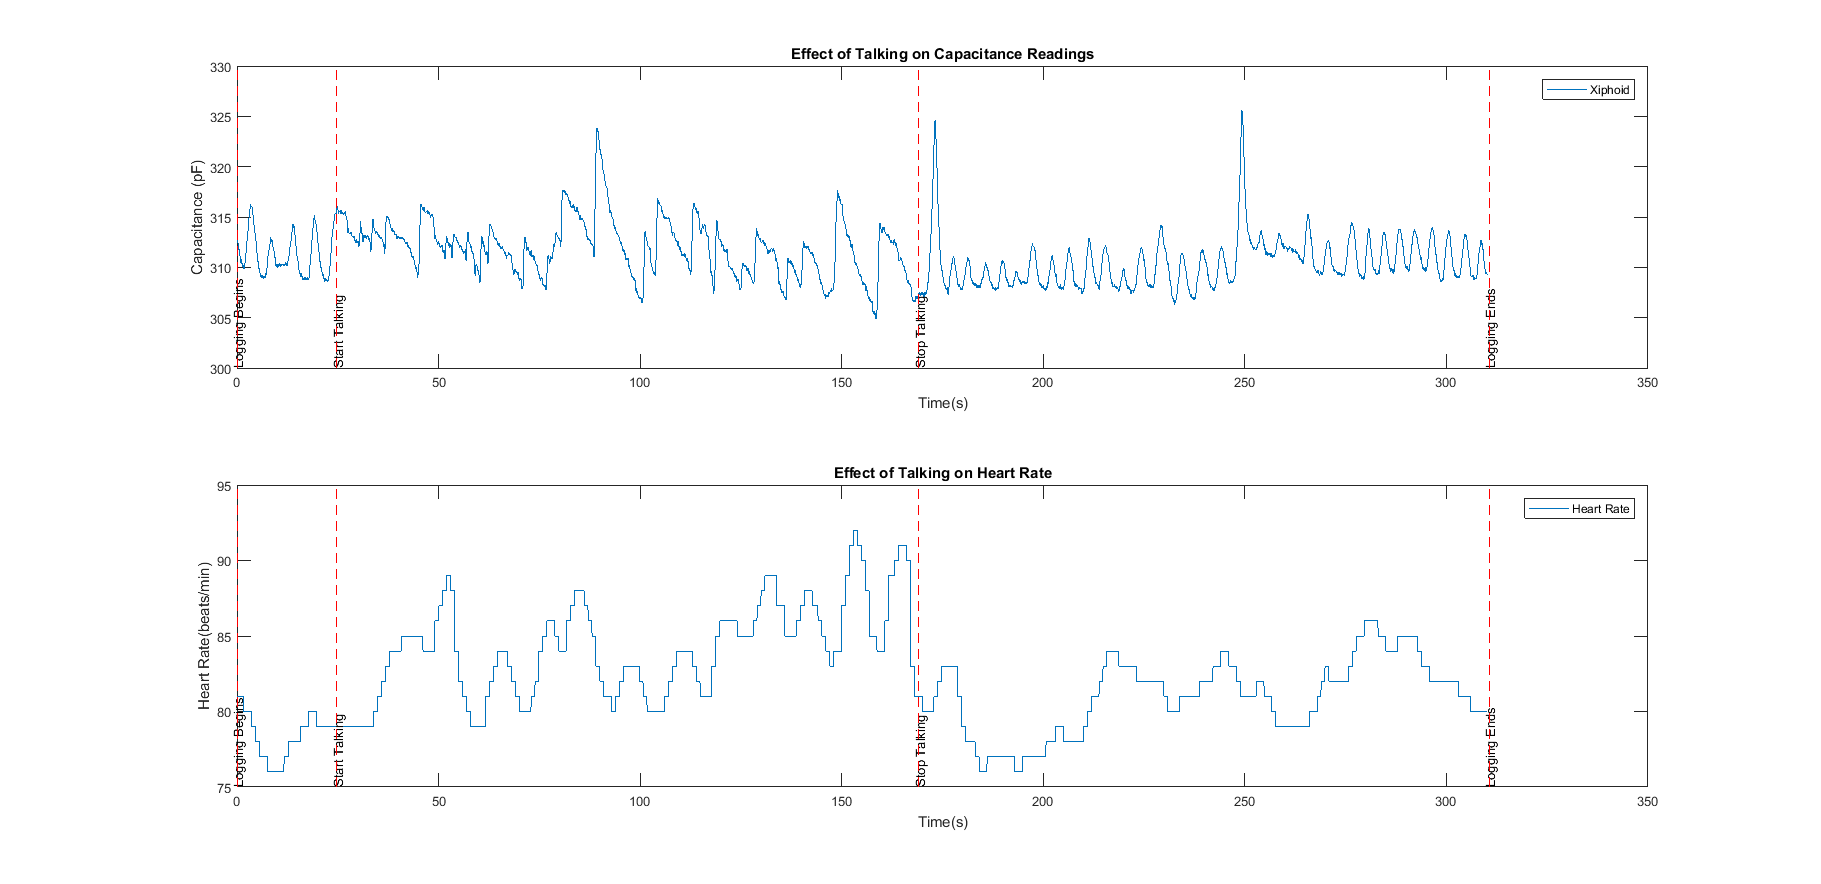 Effect of Talking on Capacitance Readings
330
325
320
315
310
305
300
Capacitance (pF)
Xiphoid
Logging Begins
Start Talking
Stop Talking
Logging Ends
0 50 100 150 200 250 300 350
Time(s)
Effect of Talking on Heart Rate
95
90
85
80
75
Heart Rate(beats/min)
Heart Rate
Logging Begins
Start Talking
Stop Talking
Logging Ends
0 50 100 150 200 250 300 350
Time(s)